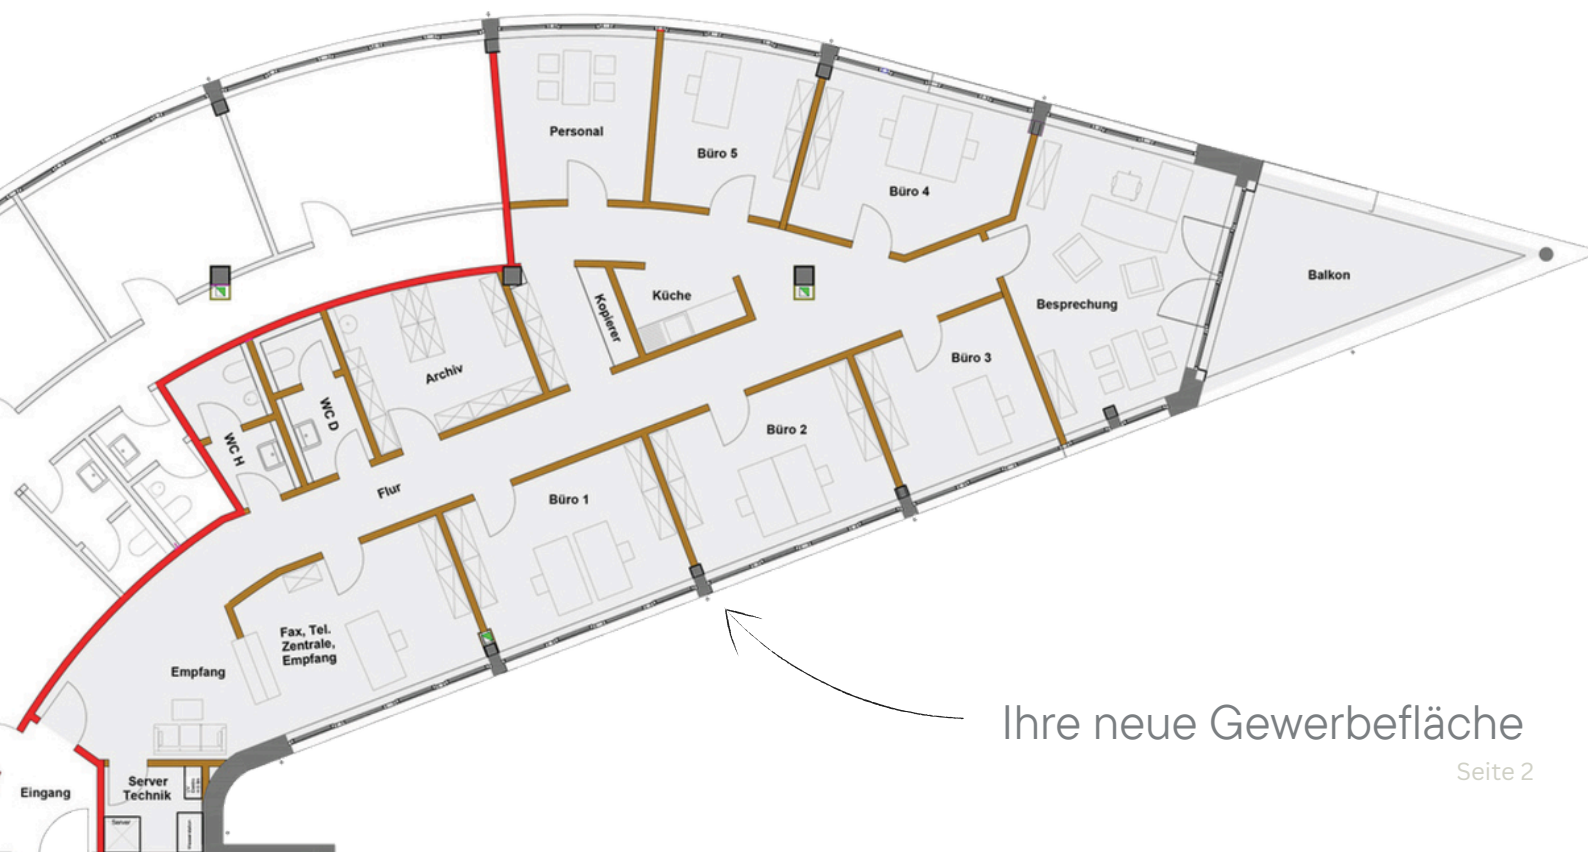 Personal
Büro 5
Büro 4
Balkon
Küche
Kopierer
Besprechung
Büro 3
Archiv
WC D
WC H
Büro 2
Flur
Büro 1
Fax, Tel.
Zentrale,
Empfang
Empfang
Ihre neue Gewerbefläche
Seite 2
Eingang
Server
Technik
Server